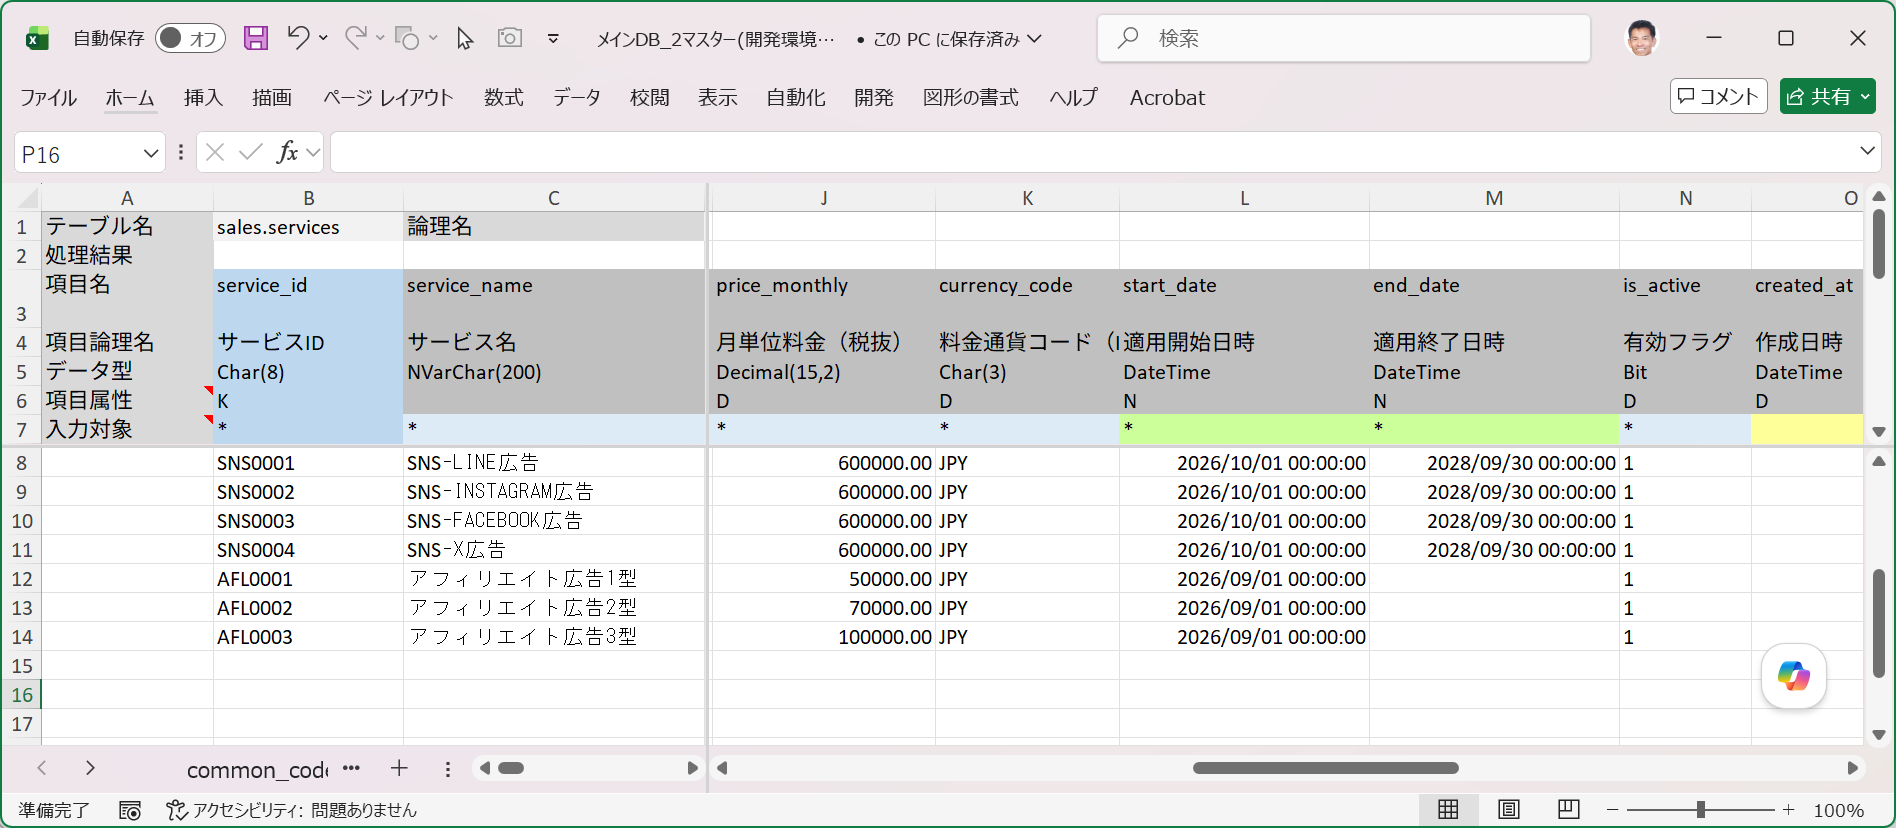 自動保存 オフ メインDB_2マスター(開発環境… • この PC に保存済み 検索
ファイル ホーム 挿入 描画 ページ レイアウト 数式 データ 校閲 表示 自動化 開発 図形の書式 ヘルプ Acrobat コメント 共有
P16 fx
A B C J K L M N O
1 テーブル名 sales.services 論理名
2 処理結果
3 項目名 service_id service_name price_monthly currency_code start_date end_date is_active created_at
4 項目論理名 サービスID サービス名 月単位料金（税抜） 料金通貨コード（I 適用開始日時 適用終了日時 有効フラグ 作成日時
5 データ型 Char(8) NVarChar(200) Decimal(15,2) Char(3) DateTime DateTime Bit DateTime
6 項目属性 K D D N N D D
7 入力対象 * * * * * * *
8 SNS0001 SNS-LINE広告 600000.00 JPY 2026/10/01 00:00:00 2028/09/30 00:00:00 1
9 SNS0002 SNS-INSTAGRAM広告 600000.00 JPY 2026/10/01 00:00:00 2028/09/30 00:00:00 1
10 SNS0003 SNS-FACEBOOK広告 600000.00 JPY 2026/10/01 00:00:00 2028/09/30 00:00:00 1
11 SNS0004 SNS-X広告 600000.00 JPY 2026/10/01 00:00:00 2028/09/30 00:00:00 1
12 AFL0001 アフィリエイト広告1型 50000.00 JPY 2026/09/01 00:00:00 1
13 AFL0002 アフィリエイト広告2型 70000.00 JPY 2026/09/01 00:00:00 1
14 AFL0003 アフィリエイト広告3型 100000.00 JPY 2026/09/01 00:00:00 1
15
16
17
common_code ••• +
準備完了 アクセシビリティ: 問題ありません 100%